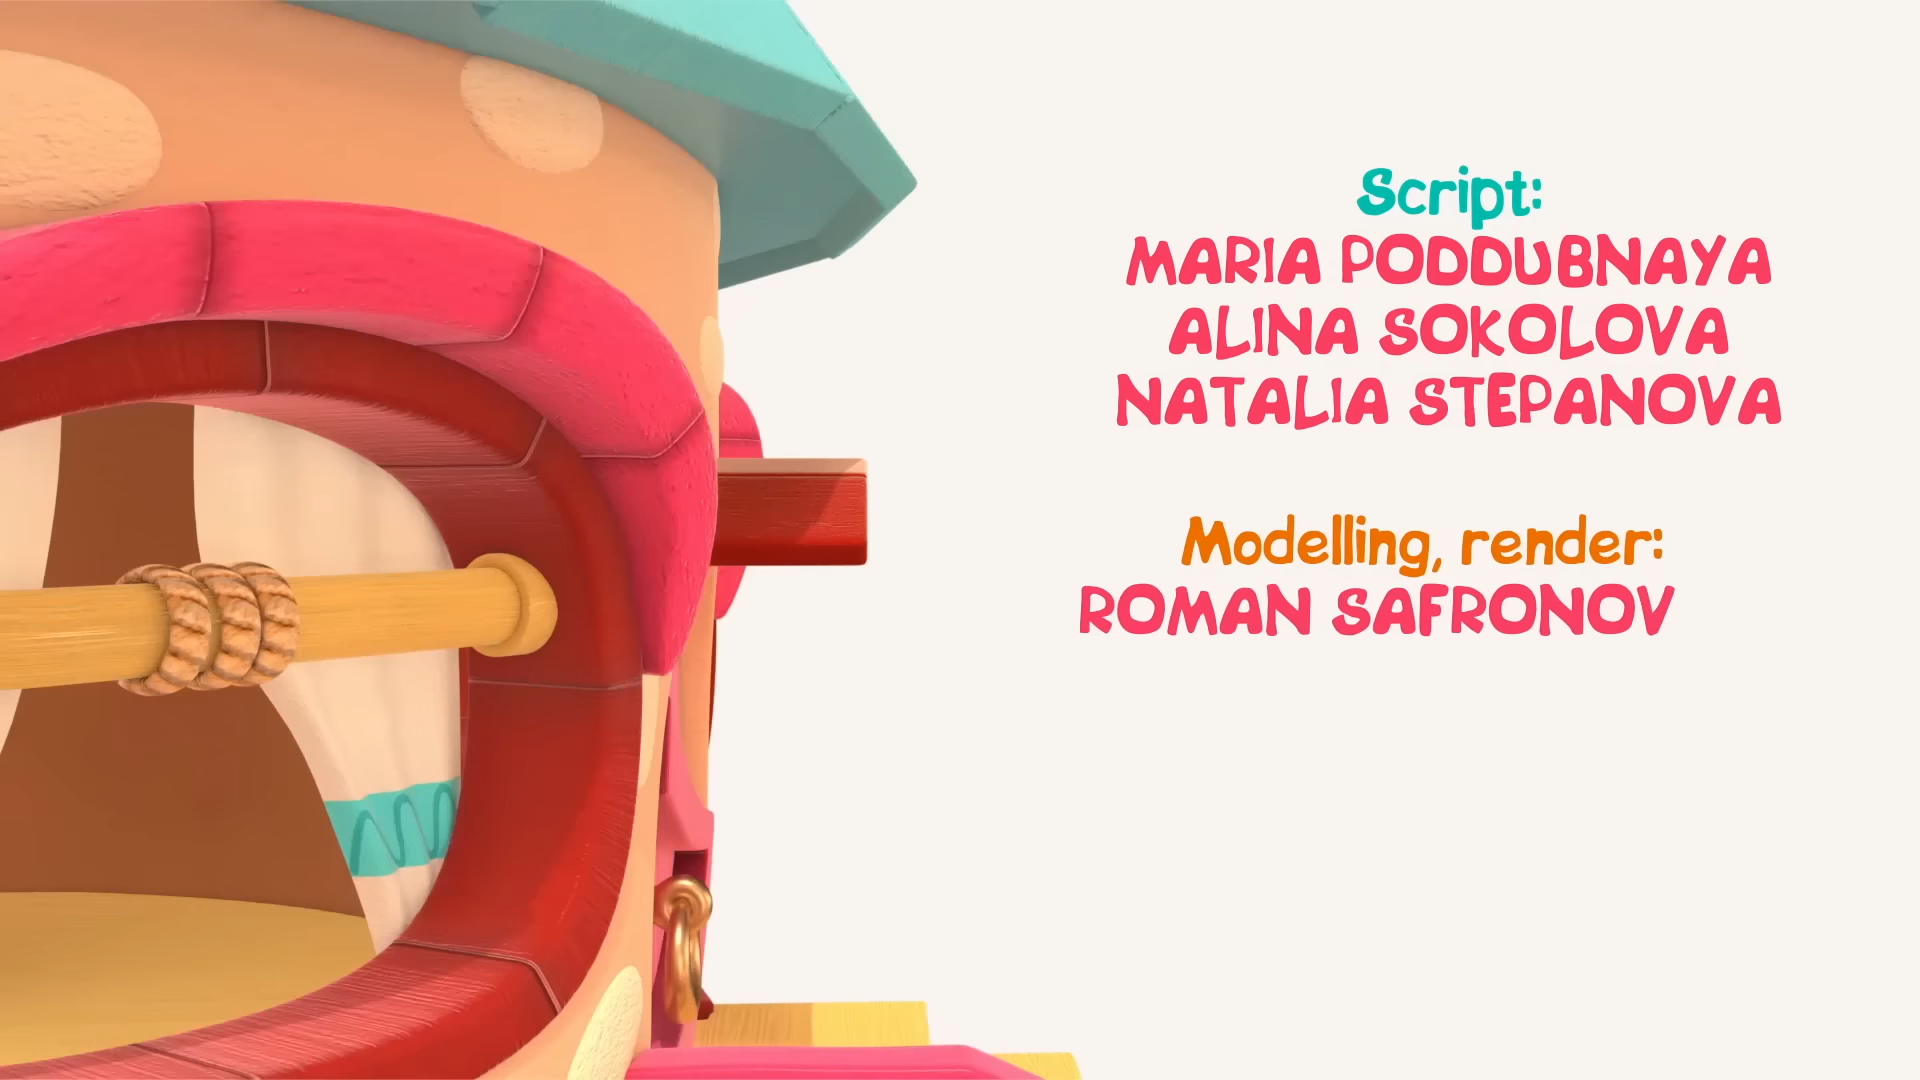 Script:
MARIA PODDUBNAYA
ALINA SOKOLOVA
NATALIA STEPANOVA
Modelling, render:
ROMAN SAFRONOV